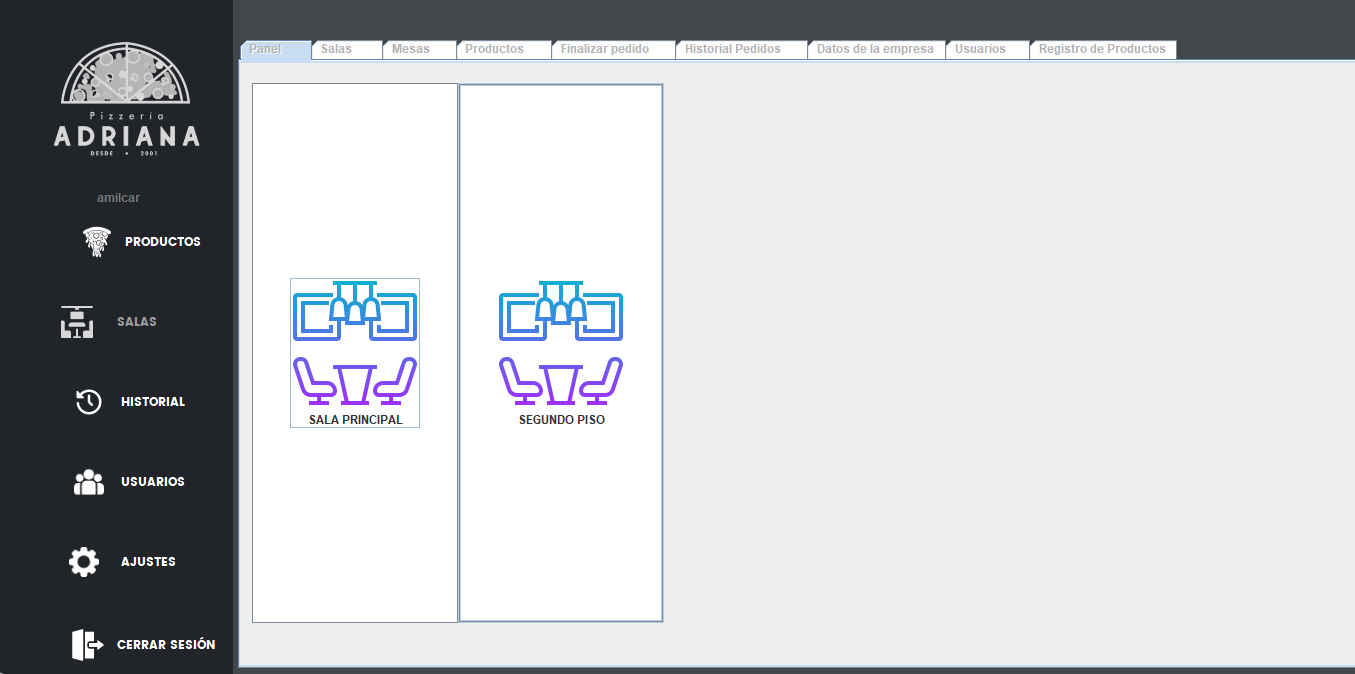 Pizzería
ADRIANA
DESDE • 2001
amilcar
PRODUCTOS
SALAS
HISTORIAL
USUARIOS
AJUSTES
CERRAR SESIÓN
Panel
Salas
Mesas
Productos
Finalizar pedido
Historial Pedidos
Datos de la empresa
Usuarios
Registro de Productos
SALA PRINCIPAL
SEGUNDO PISO